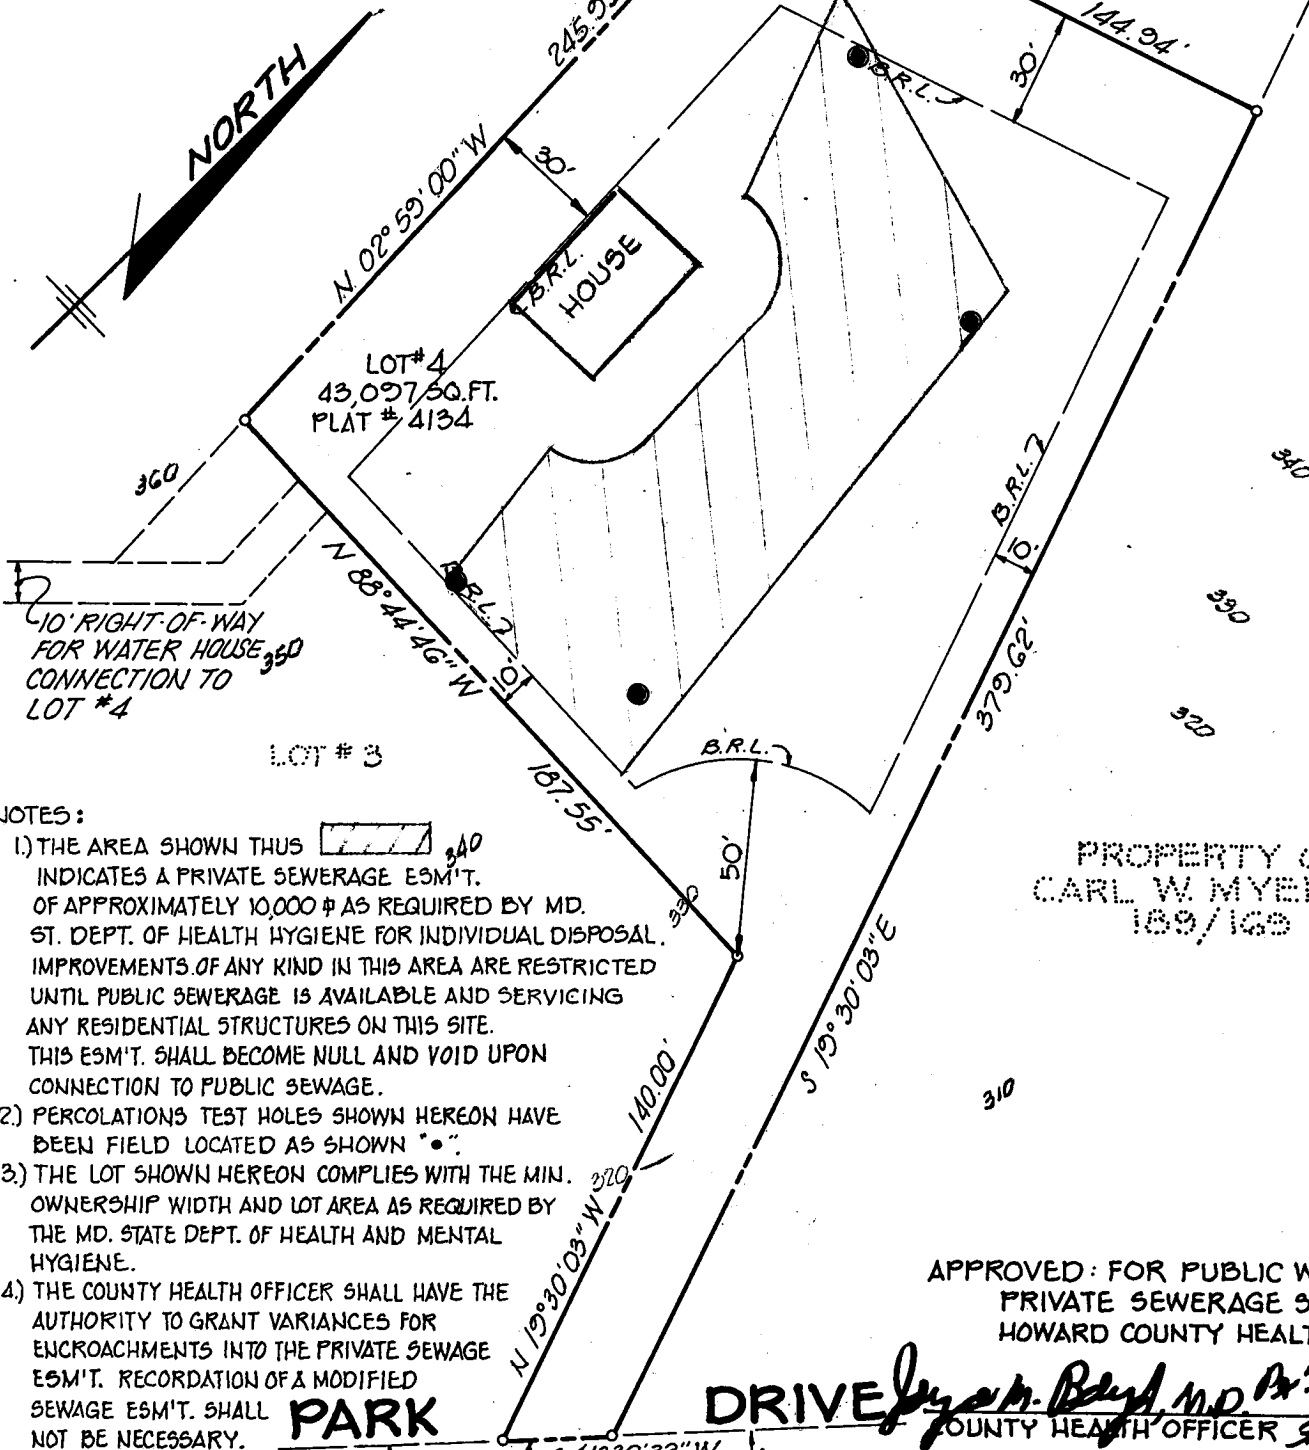 NORTH
144.94'
30'
B.R.L.
N 02° 59' 00" W
30'
B.R.L.
HOUSE
LOT #4
43,097 SQ.FT.
PLAT # 4134
360
340
B.R.L.
10'
N 88° 44' 46" W
B.R.L.
10'
10' RIGHT-OF-WAY
FOR WATER HOUSE
CONNECTION TO
LOT #4
350
330
379.62'
320
LOT # 3
B.R.L.
187.55'
50'
NOTES:
1.) THE AREA SHOWN THUS
340
INDICATES A PRIVATE SEWERAGE ESM'T.
OF APPROXIMATELY 10,000 ⏀ AS REQUIRED BY MD.
ST. DEPT. OF HEALTH HYGIENE FOR INDIVIDUAL DISPOSAL.
IMPROVEMENTS OF ANY KIND IN THIS AREA ARE RESTRICTED
UNTIL PUBLIC SEWERAGE IS AVAILABLE AND SERVICING
ANY RESIDENTIAL STRUCTURES ON THIS SITE.
THIS ESM'T. SHALL BECOME NULL AND VOID UPON
CONNECTION TO PUBLIC SEWAGE.
2.) PERCOLATIONS TEST HOLES SHOWN HEREON HAVE
BEEN FIELD LOCATED AS SHOWN "●".
3.) THE LOT SHOWN HEREON COMPLIES WITH THE MIN.
OWNERSHIP WIDTH AND LOT AREA AS REQUIRED BY
THE MD. STATE DEPT. OF HEALTH AND MENTAL
HYGIENE.
4.) THE COUNTY HEALTH OFFICER SHALL HAVE THE
AUTHORITY TO GRANT VARIANCES FOR
ENCROACHMENTS INTO THE PRIVATE SEWAGE
ESM'T. RECORDATION OF A MODIFIED
SEWAGE ESM'T. SHALL
NOT BE NECESSARY.
330
PROPERTY
CARL W.
189/169
S 19° 30' 03" E
140.00'
310
320
N 19° 30' 03" W
APPROVED: FOR PUBLIC
PRIVATE SEWERAGE
HOWARD COUNTY
PARK DRIVE
M.D.
COUNTY HEALTH OFFICER